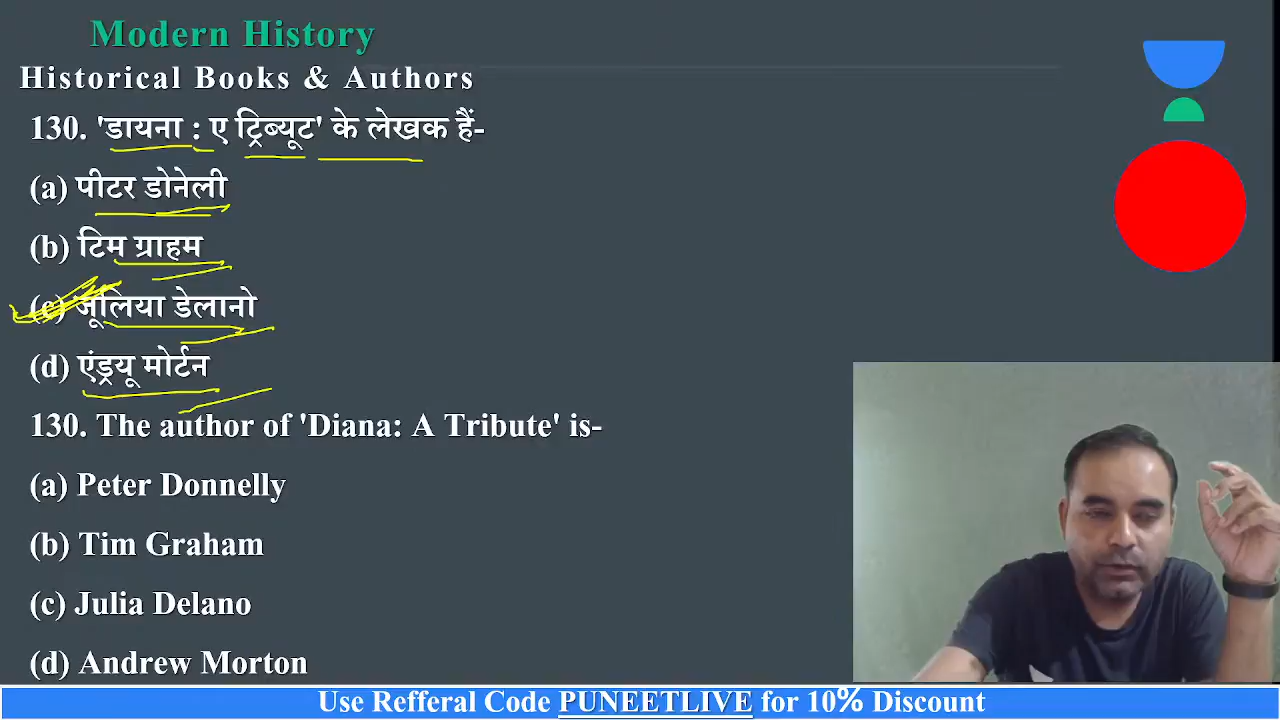 Modern History
Historical Books & Authors
130. 'डायना : ए ट्रिब्यूट' के लेखक हैं-
(a) पीटर डोनेली
(b) टिम ग्राहम
(c) जूलिया डेलानो
(d) एंड्रयू मोर्टन
130. The author of 'Diana: A Tribute' is-
(a) Peter Donnelly
(b) Tim Graham
(c) Julia Delano
(d) Andrew Morton
Use Refferal Code PUNEETLIVE for 10% Discount